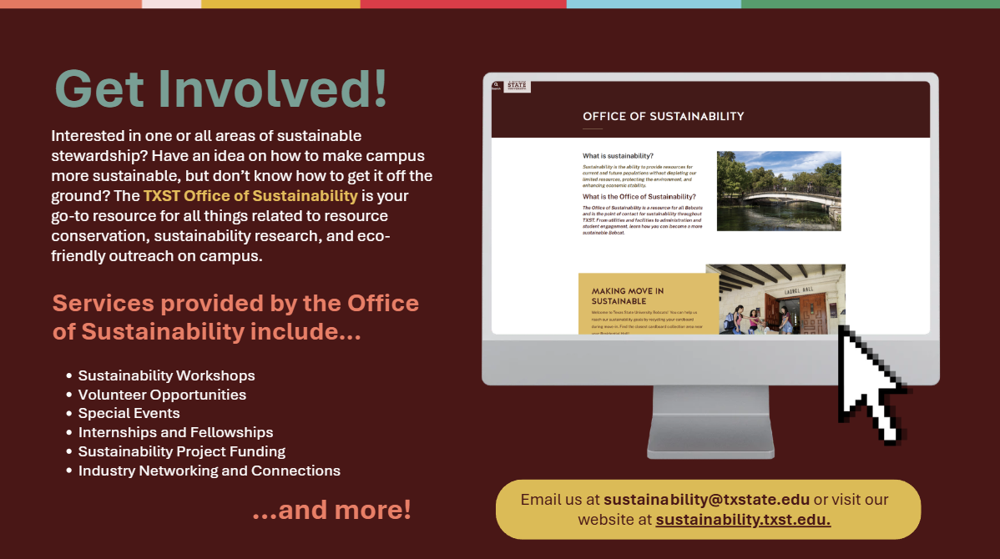 Get Involved!
Interested in one or all areas of sustainable
stewardship? Have an idea on how to make campus
more sustainable, but don’t know how to get it off the
ground? The TXST Office of Sustainability is your
go-to resource for all things related to resource
conservation, sustainability research, and eco-
friendly outreach on campus.
Services provided by the Office
of Sustainability include...
• Sustainability Workshops
• Volunteer Opportunities
• Special Events
• Internships and Fellowships
• Sustainability Project Funding
• Industry Networking and Connections
...and more!
Search
STATE
UNIVERSITY
OFFICE OF SUSTAINABILITY
What is sustainability?
Sustainability is the ability to provide resources for
current and future populations without depleting our
limited resources, protecting the environment, and
enhancing economic stability.
What is the Office of Sustainability?
The Office of Sustainability is a resource for all Bobcats
and is the point of contact for sustainability throughout
TXST. From utilities and facilities to administration and
student engagement, learn how you can become a more
sustainable Bobcat.
MAKING MOVE IN
SUSTAINABLE
Welcome to Texas State University Bobcats! You can help us
reach our sustainability goals by recycling your cardboard
during move-in. Find the closest cardboard collection area near
your Residential Hall!
LAUREL HALL
Email us at sustainability@txstate.edu or visit our
website at sustainability.txst.edu.